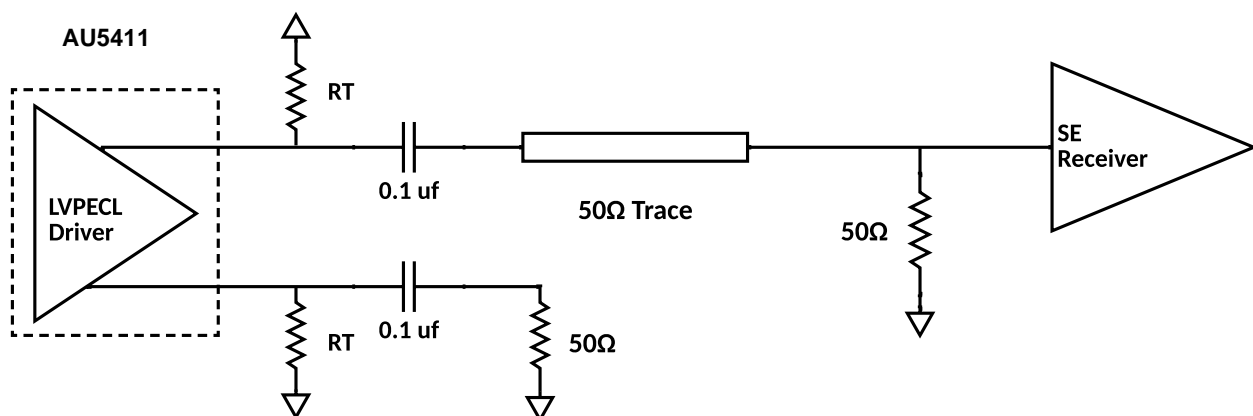 AU5411
RT
SE
Receiver
0.1 uf
LVPECL
Driver
50Ω Trace
50Ω
0.1 uf
RT
50Ω